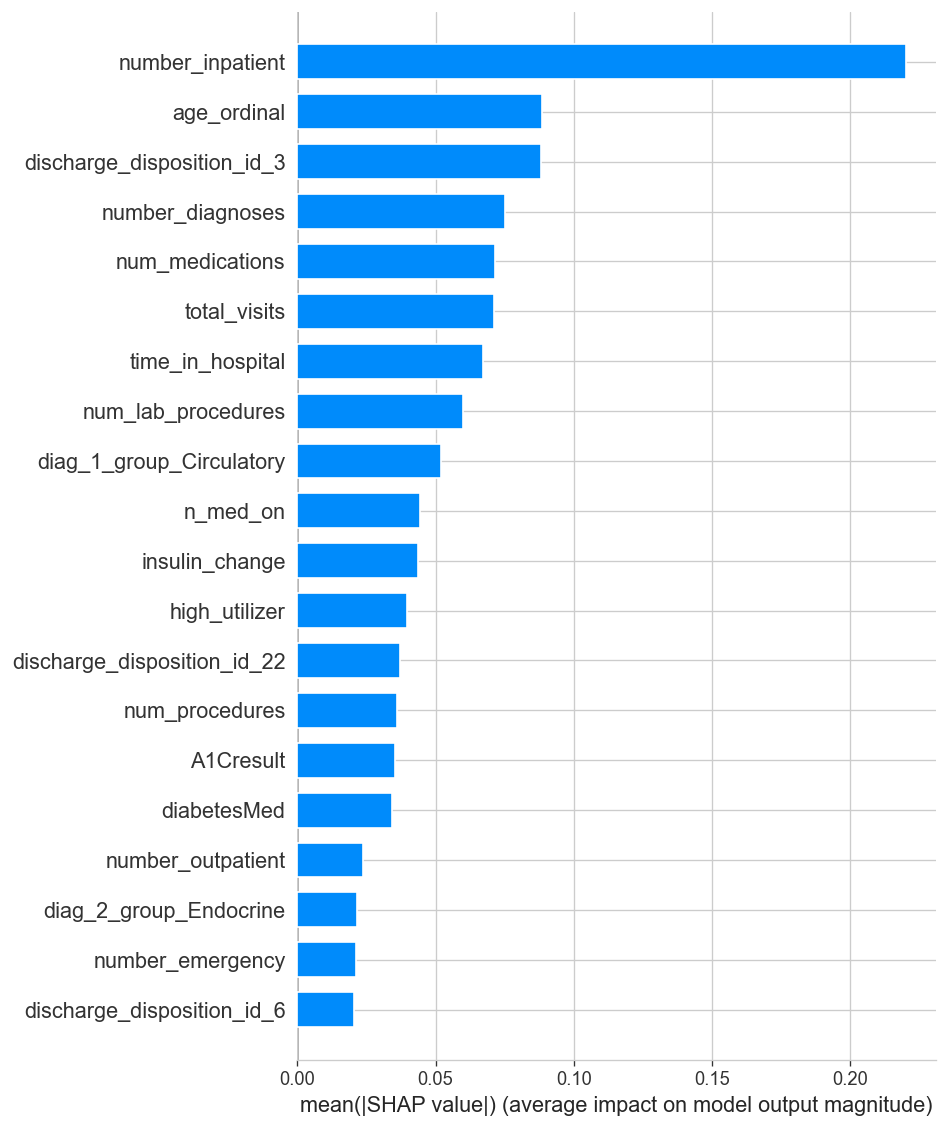 number_inpatient
age_ordinal
discharge_disposition_id_3
number_diagnoses
num_medications
total_visits
time_in_hospital
num_lab_procedures
diag_1_group_Circulatory
n_med_on
insulin_change
high_utilizer
discharge_disposition_id_22
num_procedures
A1Cresult
diabetesMed
number_outpatient
diag_2_group_Endocrine
number_emergency
discharge_disposition_id_6
0.00 0.05 0.10 0.15 0.20
mean(|SHAP value|) (average impact on model output magnitude)